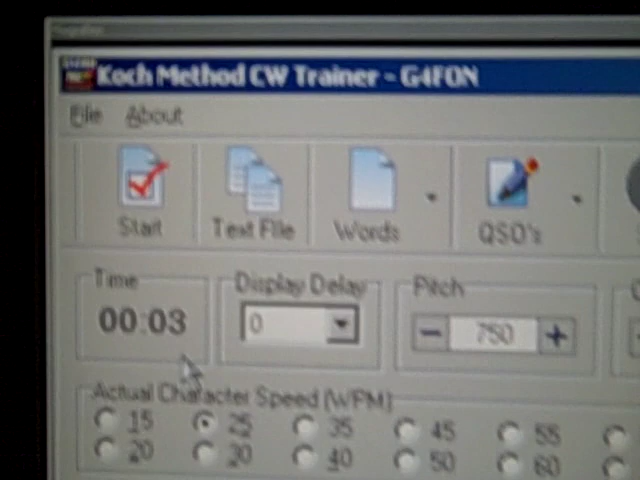 Koch Method CW Trainer - G4FON
File About
Start Text File Words QSO's
Time Display Delay Pitch
00:03 0 750
Actual Character Speed (WPM)
15 25 35 45 55
20 30 40 50 60